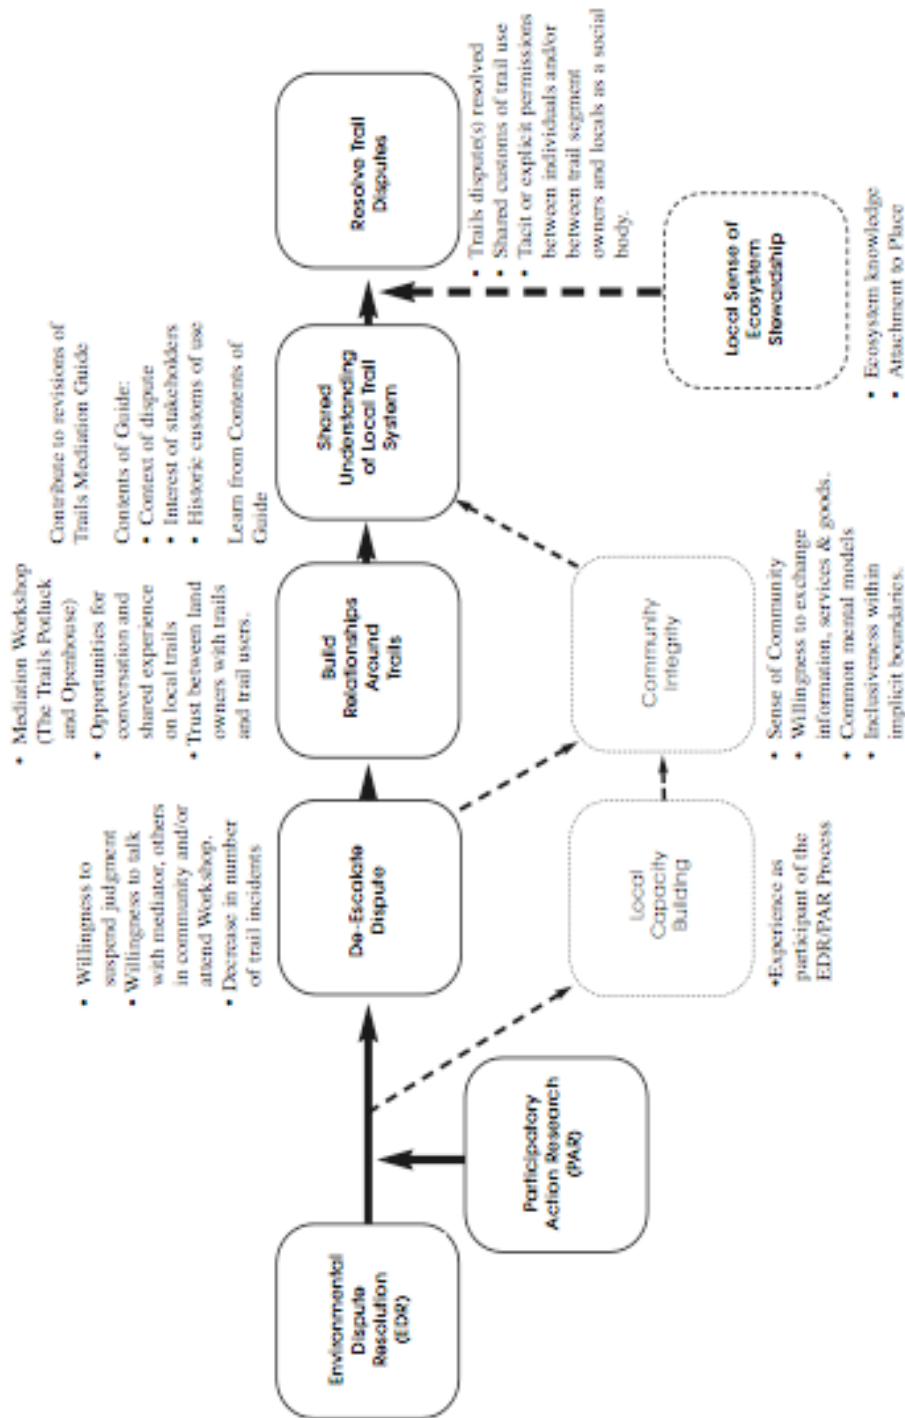 • Willingness to
suspend judgment
• Willingness to talk
with mediator, others
in community and/or
attend Workshop.
• Decrease in number
of trail incidents
• Mediation Workshop
(The Trails Potluck
and Openhouse)
• Opportunities for
conversation and
shared experience
on local trails
• Trust between land
owners with trails
and trail users.
Contribute to revisions of
Trails Mediation Guide
Contents of Guide:
• Context of dispute
• Interest of stakeholders
• Historic customs of use
Learn from Contents of
Guide
Environmental
Dispute
Resolution
(EDR)
De-Escalate
Dispute
Build
Relationships
Around
Trails
Shared
Understanding
of Local Trail
System
Resolve Trail
Disputes
• Trails dispute(s) resolved
• Shared customs of trail use
• Tacit or explicit permissions
between individuals and/or
between trail segment
owners and locals as a social
body.
Participatory
Action Research
(PAR)
Local
Capacity
Building
Community
Integrity
Local Sense of
Ecosystem
Stewardship
•Experience as
participant of the
EDR/PAR Process
• Sense of Community
• Willingness to exchange
information, services & goods.
• Common mental models
• Inclusiveness within
implicit boundaries.
• Ecosystem knowledge
• Attachment to Place